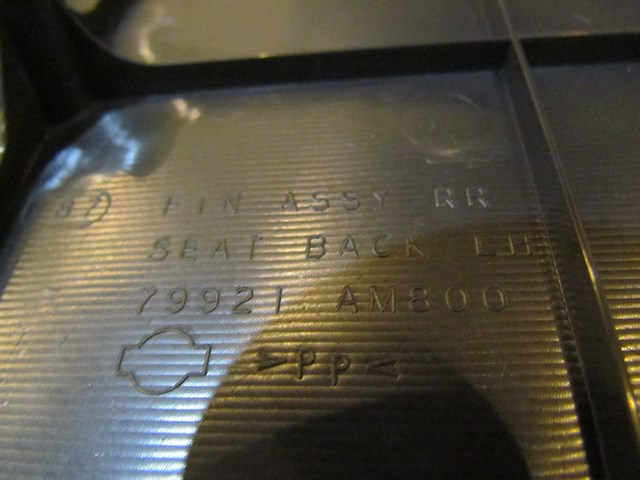 FIN ASSY RR
SEAT BACK LH
79921 AM800
>PP<